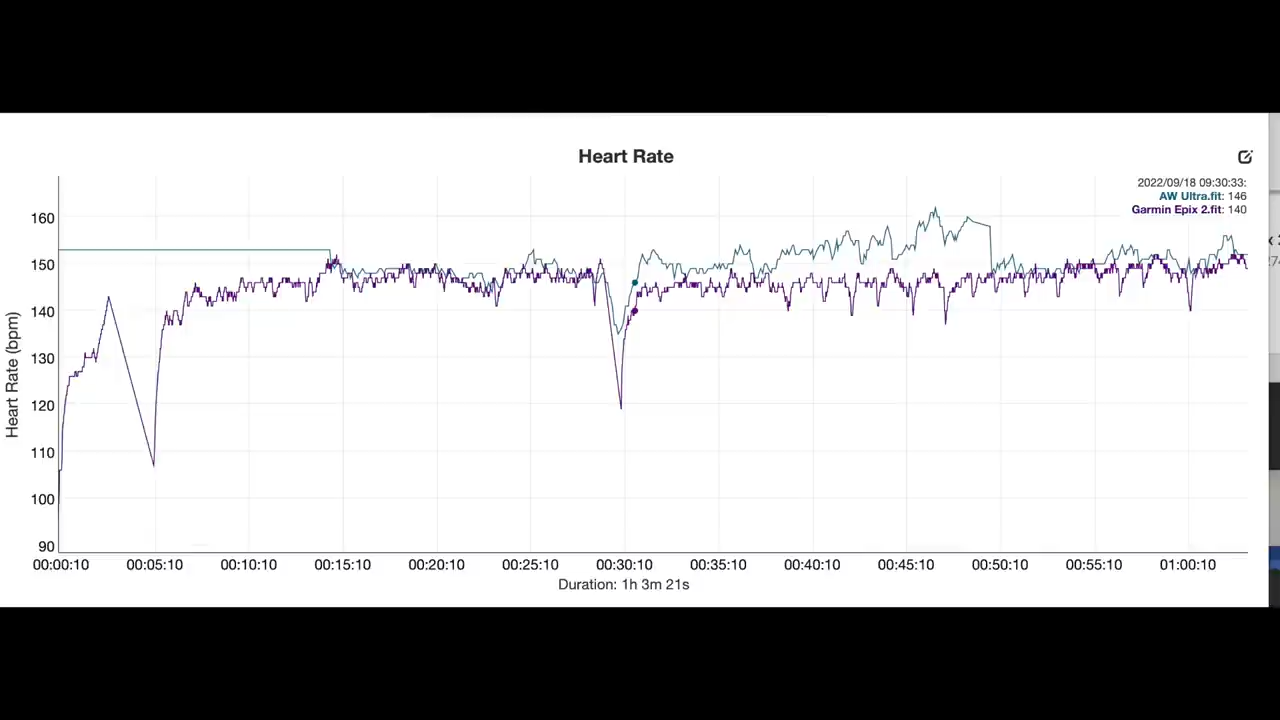 Heart Rate
2022/09/18 09:30:33:
AW Ultra.fit: 146
Garmin Epix 2.fit: 140
160
150
140
130
120
110
100
90
Heart Rate (bpm)
00:00:10 00:05:10 00:10:10 00:15:10 00:20:10 00:25:10 00:30:10 00:35:10 00:40:10 00:45:10 00:50:10 00:55:10 01:00:10
Duration: 1h 3m 21s